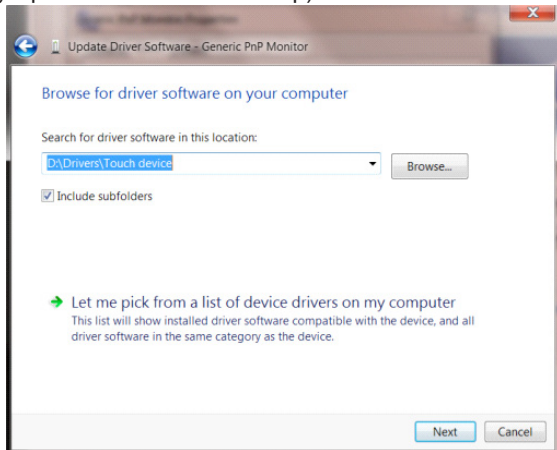 Update Driver Software - Generic PnP Monitor
Browse for driver software on your computer
Search for driver software in this location:
D:\Drivers\Touch device
Browse...
Include subfolders
Let me pick from a list of device drivers on my computer
This list will show installed driver software compatible with the device, and all
driver software in the same category as the device.
Next
Cancel